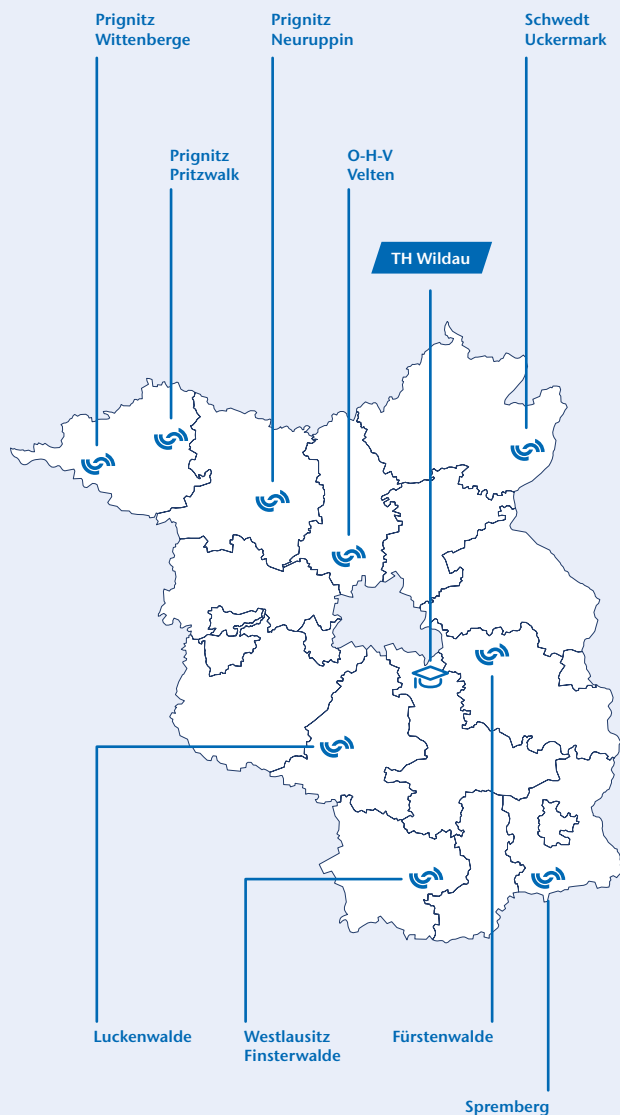 Prignitz
Wittenberge
Prignitz
Neuruppin
Schwedt
Uckermark
Prignitz
Pritzwalk
O-H-V
Velten
TH Wildau
Luckenwalde
Westlausitz
Finsterwalde
Fürstenwalde
Spremberg